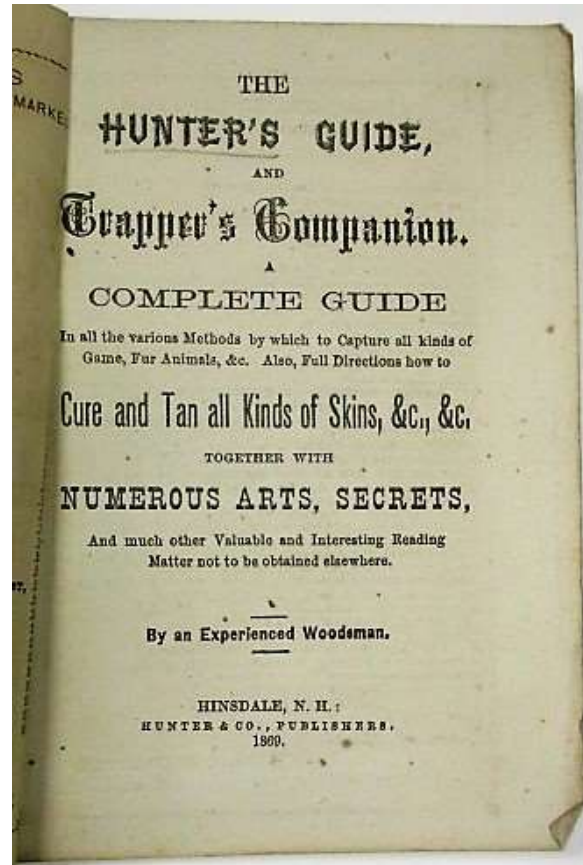 S
MARKE
THE
HUNTER'S GUIDE,
AND
Trapper's Companion.
A
COMPLETE GUIDE
In all the various Methods by which to Capture all kinds of
Game, Fur Animals, &c. Also, Full Directions how to
Cure and Tan all Kinds of Skins, &c., &c.
TOGETHER WITH
NUMEROUS ARTS, SECRETS,
And much other Valuable and Interesting Reading
Matter not to be obtained elsewhere.
By an Experienced Woodsman.
HINSDALE, N. H.:
HUNTER & CO., PUBLISHERS.
1869.